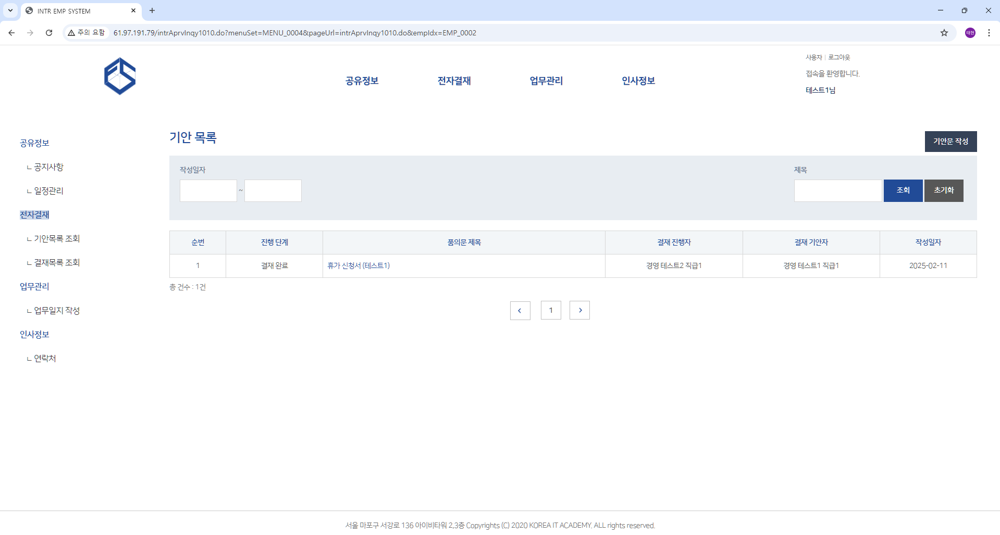 INTR EMP SYSTEM
주의 요함 61.97.191.79/intrAprvInqy1010.do?menuSet=MENU_0004&pageUrl=intrAprvInqy1010.do&empIdx=EMP_0002
태현
사용자 | 로그아웃
접속을 환영합니다.
테스트1님
공유정보 전자결재 업무관리 인사정보
공유정보
ㄴ 공지사항
ㄴ 일정관리
전자결재
ㄴ 기안목록 조회
ㄴ 결재목록 조회
업무관리
ㄴ 업무일지 작성
인사정보
ㄴ 연락처
기안 목록
기안문 작성
작성일자 제목
~ 조회 초기화
순번 진행 단계 품의문 제목 결재 진행자 결재 기안자 작성일자
1 결재 완료 휴가 신청서 (테스트1) 경영 테스트2 직급1 경영 테스트1 직급1 2025-02-11
총 건수 : 1건
‹ 1 ›
서울 마포구 서강로 136 아이비타워 2,3층 Copyrights (C) 2020 KOREA IT ACADEMY. ALL rights reserved.